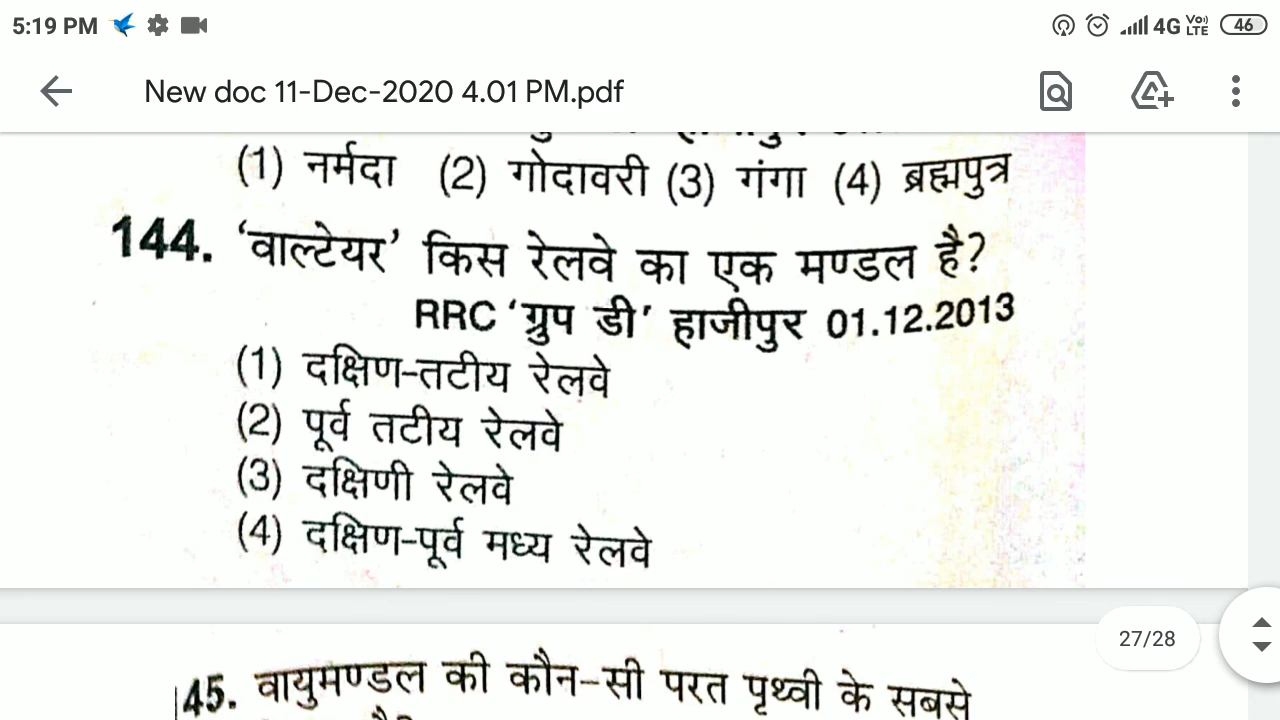 5:19 PM 4G Vo) LTE 46
New doc 11-Dec-2020 4.01 PM.pdf
(1) नर्मदा (2) गोदावरी (3) गंगा (4) ब्रह्मपुत्र
144. ‘वाल्टेयर’ किस रेलवे का एक मण्डल है?
RRC ‘ग्रुप डी’ हाजीपुर 01.12.2013
(1) दक्षिण-तटीय रेलवे
(2) पूर्व तटीय रेलवे
(3) दक्षिणी रेलवे
(4) दक्षिण-पूर्व मध्य रेलवे
27/28
45. वायुमण्डल की कौन-सी परत पृथ्वी के सबसे